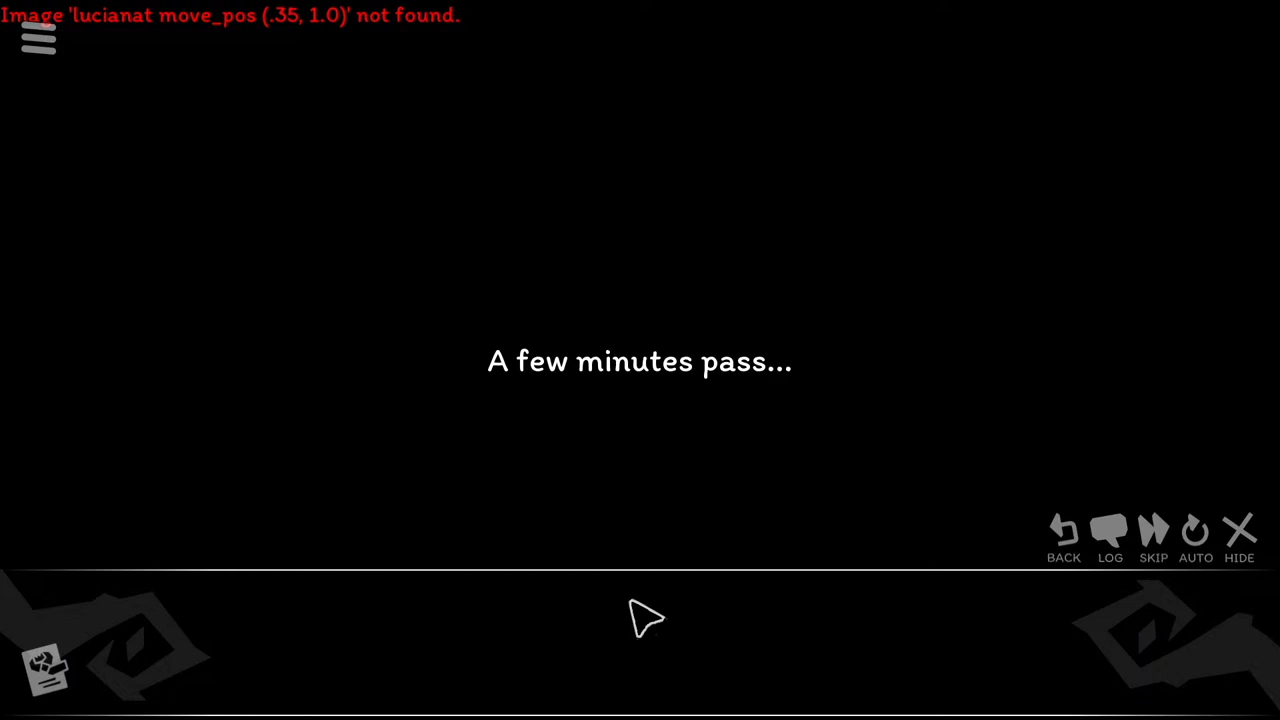 Image 'lucianat move_pos (.35, 1.0)' not found.
A few minutes pass...
BACK LOG SKIP AUTO HIDE